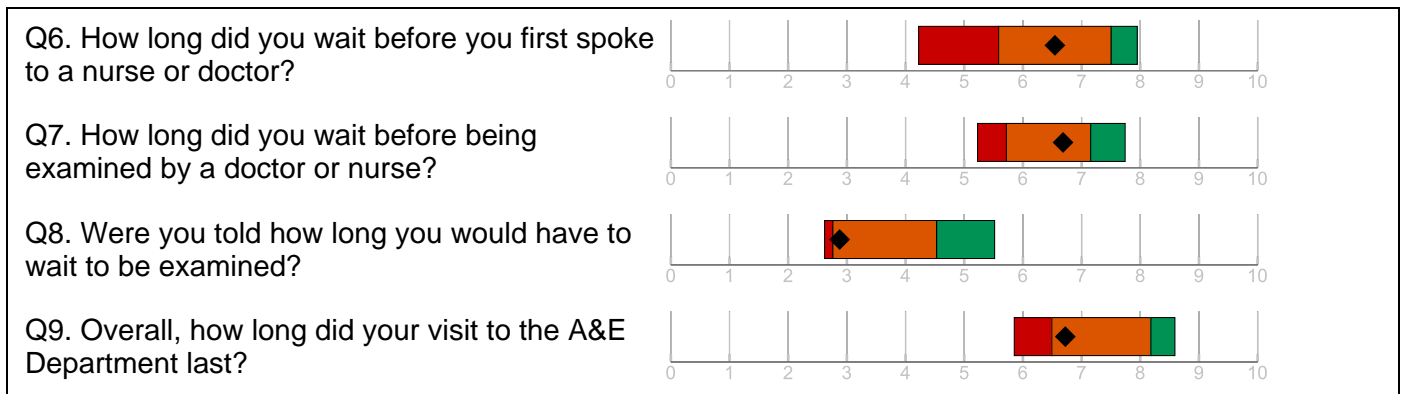 Q6. How long did you wait before you first spoke
to a nurse or doctor?
0 1 2 3 4 5 6 7 8 9 10
Q7. How long did you wait before being
examined by a doctor or nurse?
0 1 2 3 4 5 6 7 8 9 10
Q8. Were you told how long you would have to
wait to be examined?
0 1 2 3 4 5 6 7 8 9 10
Q9. Overall, how long did your visit to the A&E
Department last?
0 1 2 3 4 5 6 7 8 9 10